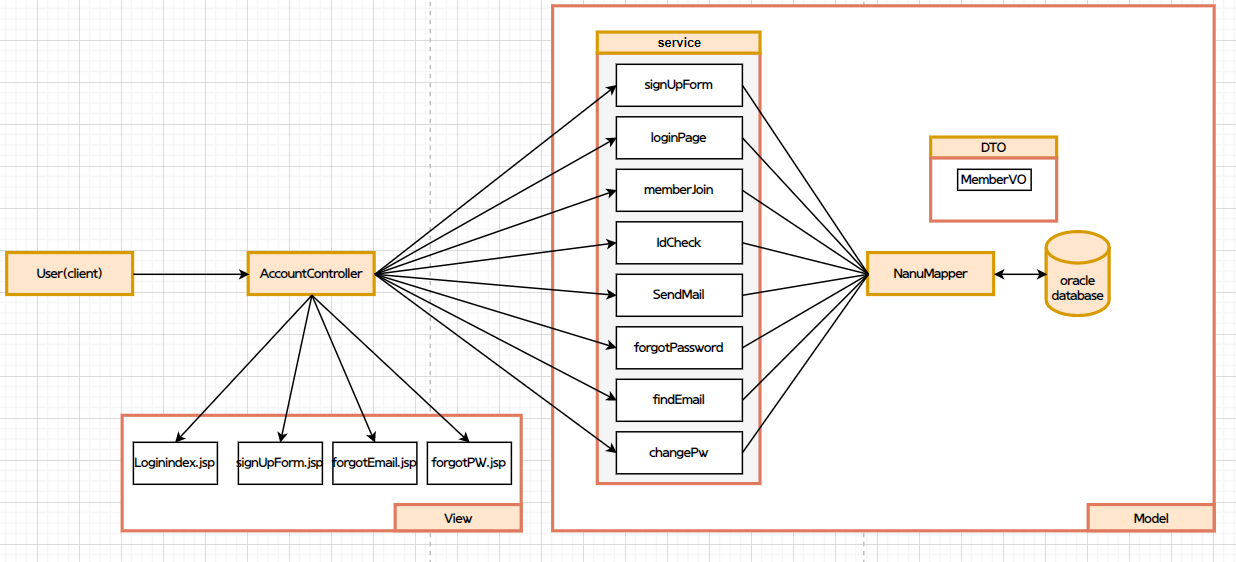 service
signUpForm
loginPage
memberJoin
IdCheck
SendMail
forgotPassword
findEmail
changePw
DTO
MemberVO
User(client)
AccountController
NanuMapper
oracle
database
Loginindex.jsp
signUpForm.jsp
forgotEmail.jsp
forgotPW.jsp
View
Model